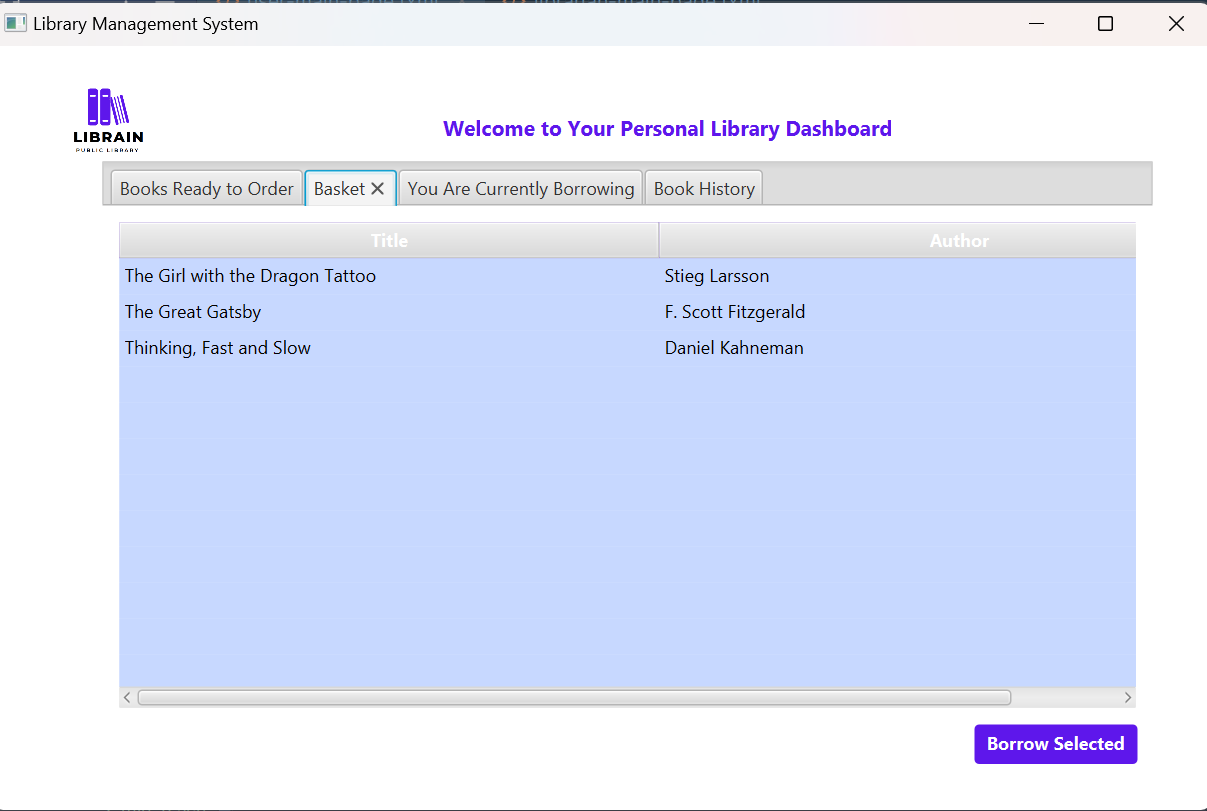 Library Management System
LIBRAIN
PUBLIC LIBRARY
Welcome to Your Personal Library Dashboard
Books Ready to Order Basket You Are Currently Borrowing Book History
Title Author
The Girl with the Dragon Tattoo Stieg Larsson
The Great Gatsby F. Scott Fitzgerald
Thinking, Fast and Slow Daniel Kahneman
Borrow Selected